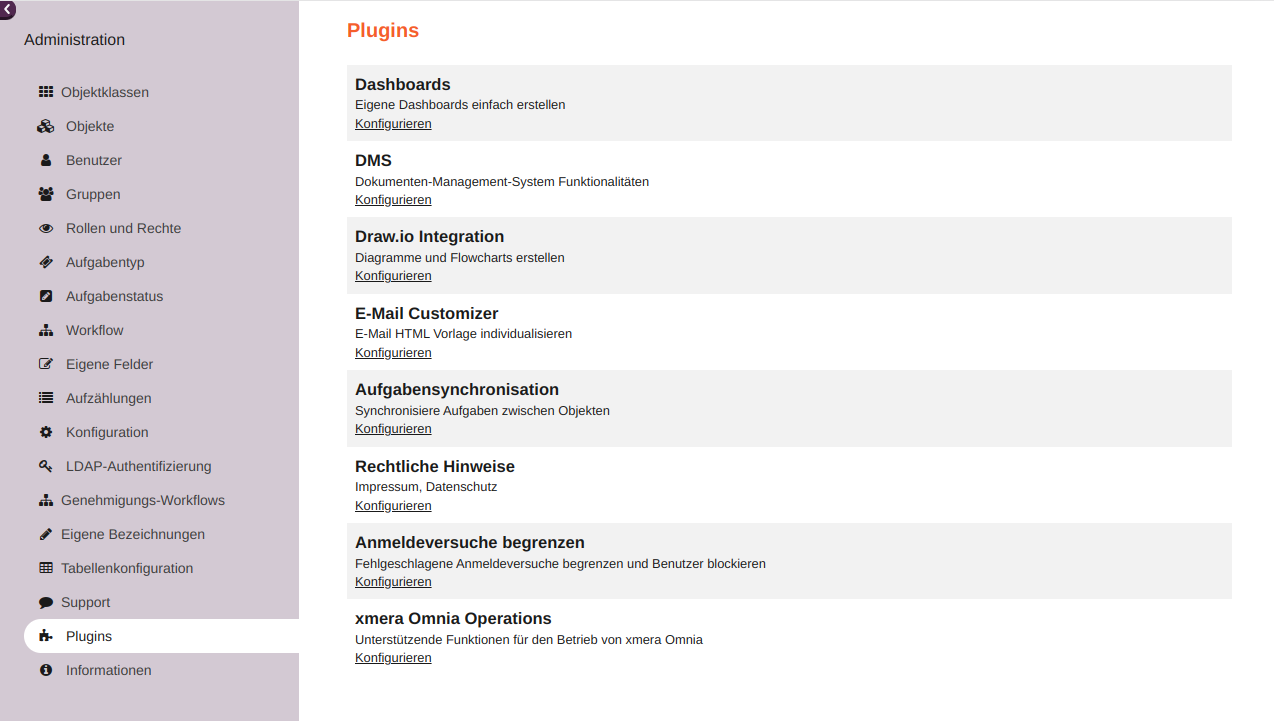 Administration
Objektklassen
Objekte
Benutzer
Gruppen
Rollen und Rechte
Aufgabentyp
Aufgabenstatus
Workflow
Eigene Felder
Aufzählungen
Konfiguration
LDAP-Authentifizierung
Genehmigungs-Workflows
Eigene Bezeichnungen
Tabellenkonfiguration
Support
Plugins
Informationen
Plugins
Dashboards
Eigene Dashboards einfach erstellen
Konfigurieren
DMS
Dokumenten-Management-System Funktionalitäten
Konfigurieren
Draw.io Integration
Diagramme und Flowcharts erstellen
Konfigurieren
E-Mail Customizer
E-Mail HTML Vorlage individualisieren
Konfigurieren
Aufgabensynchronisation
Synchronisiere Aufgaben zwischen Objekten
Konfigurieren
Rechtliche Hinweise
Impressum, Datenschutz
Konfigurieren
Anmeldeversuche begrenzen
Fehlgeschlagene Anmeldeversuche begrenzen und Benutzer blockieren
Konfigurieren
xmera Omnia Operations
Unterstützende Funktionen für den Betrieb von xmera Omnia
Konfigurieren